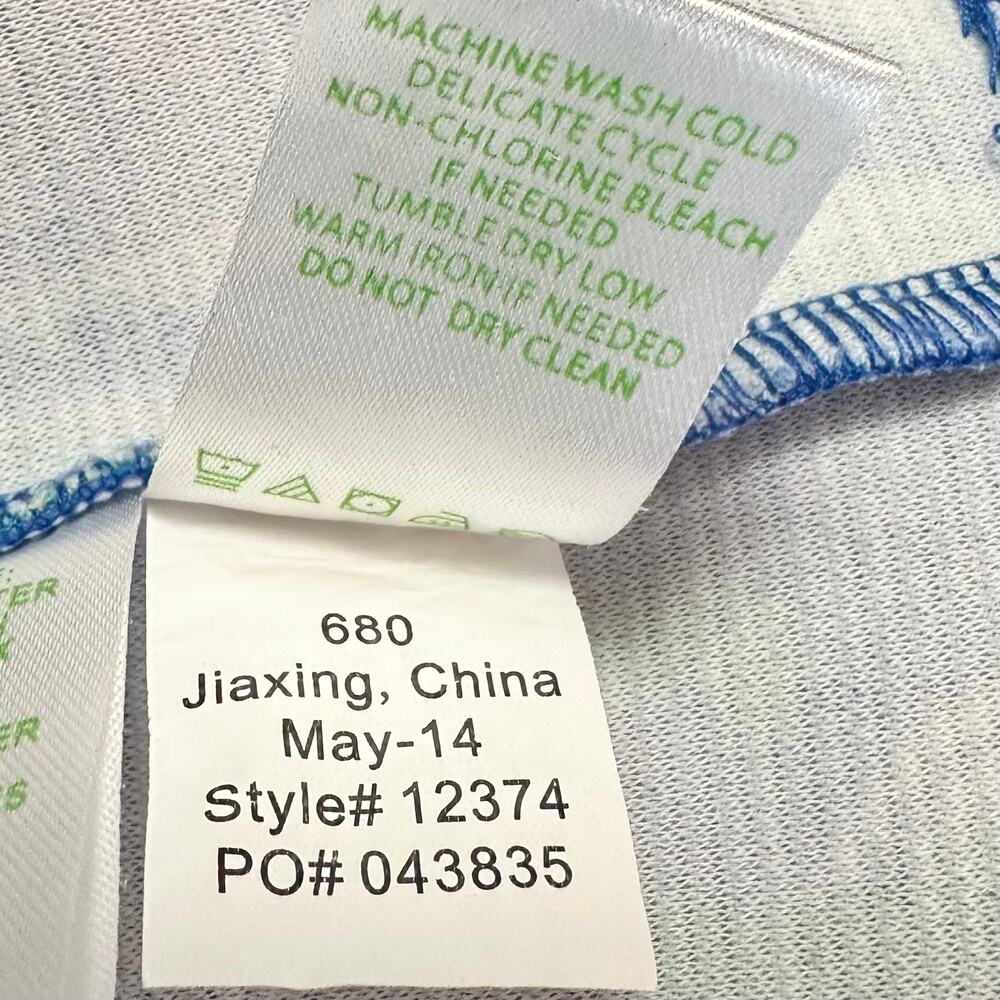 MACHINE WASH COLD
DELICATE CYCLE
NON-CHLORINE BLEACH
IF NEEDED
TUMBLE DRY LOW
WARM IRON IF NEEDED
DO NOT DRY CLEAN
680
Jiaxing, China
May-14
Style# 12374
PO# 043835